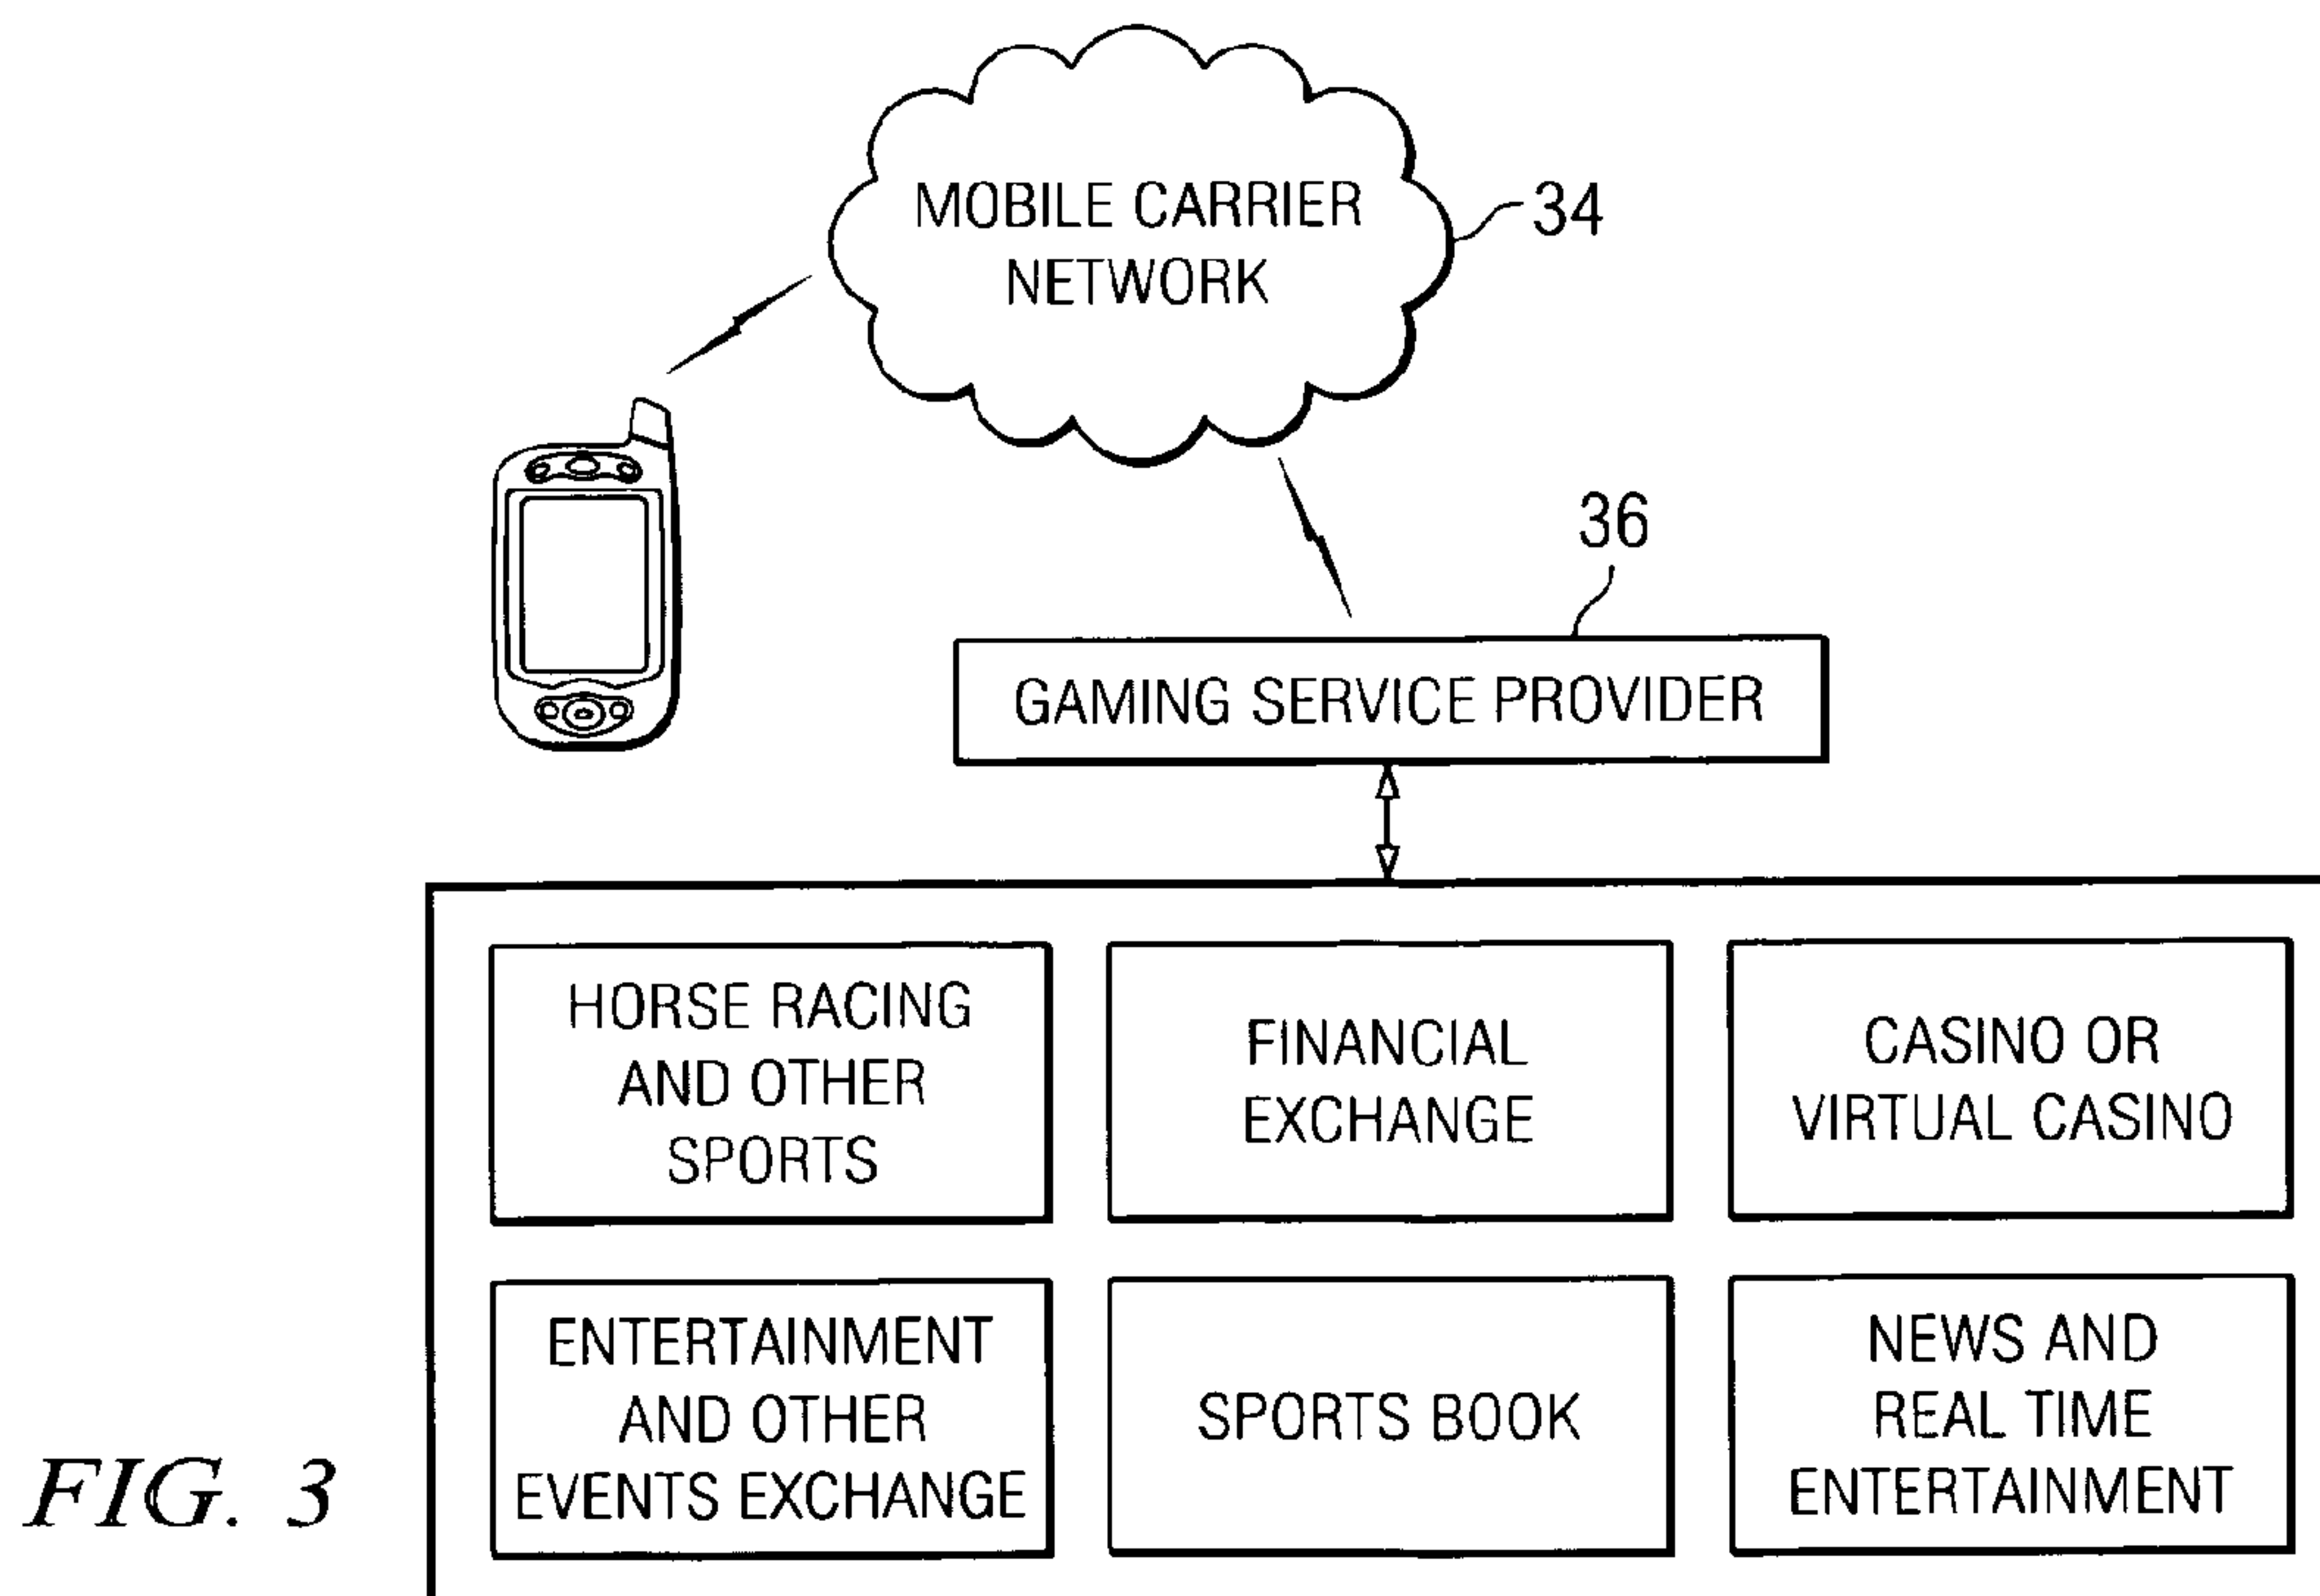 MOBILE CARRIER
NETWORK
34
36
GAMING SERVICE PROVIDER
HORSE RACING
AND OTHER
SPORTS
FINANCIAL
EXCHANGE
CASINO OR
VIRTUAL CASINO
ENTERTAINMENT
AND OTHER
EVENTS EXCHANGE
SPORTS BOOK
NEWS AND
REAL TIME
ENTERTAINMENT
FIG. 3